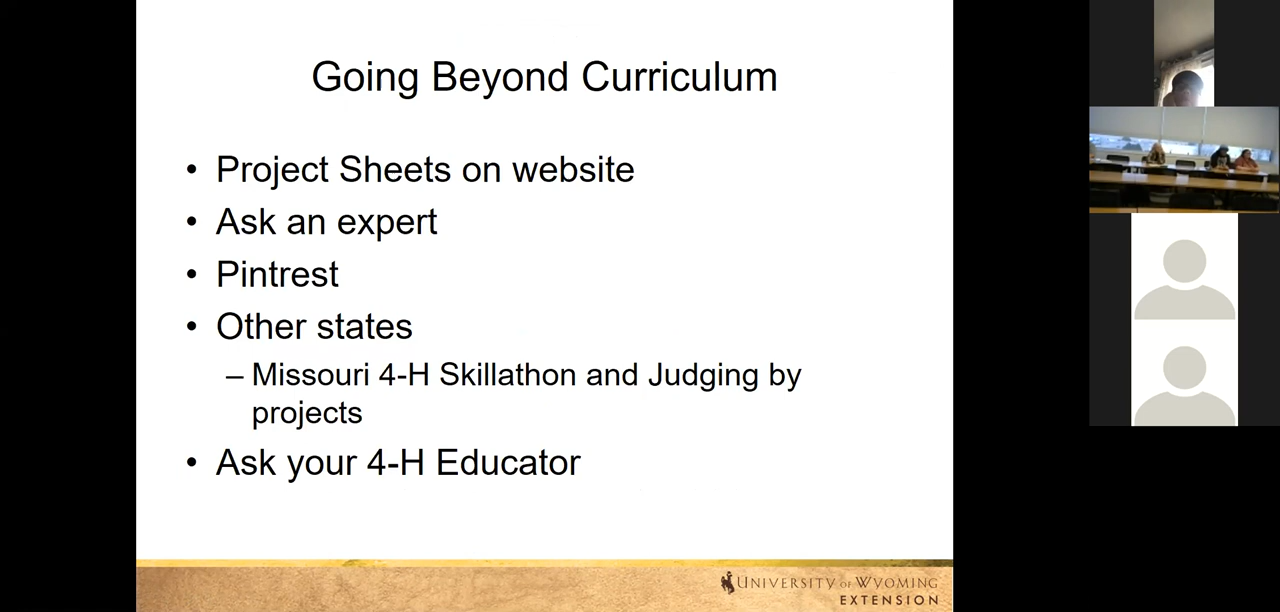 Going Beyond Curriculum
• Project Sheets on website
• Ask an expert
• Pintrest
• Other states
– Missouri 4-H Skillathon and Judging by
projects
• Ask your 4-H Educator
UNIVERSITY OF WYOMING
EXTENSION